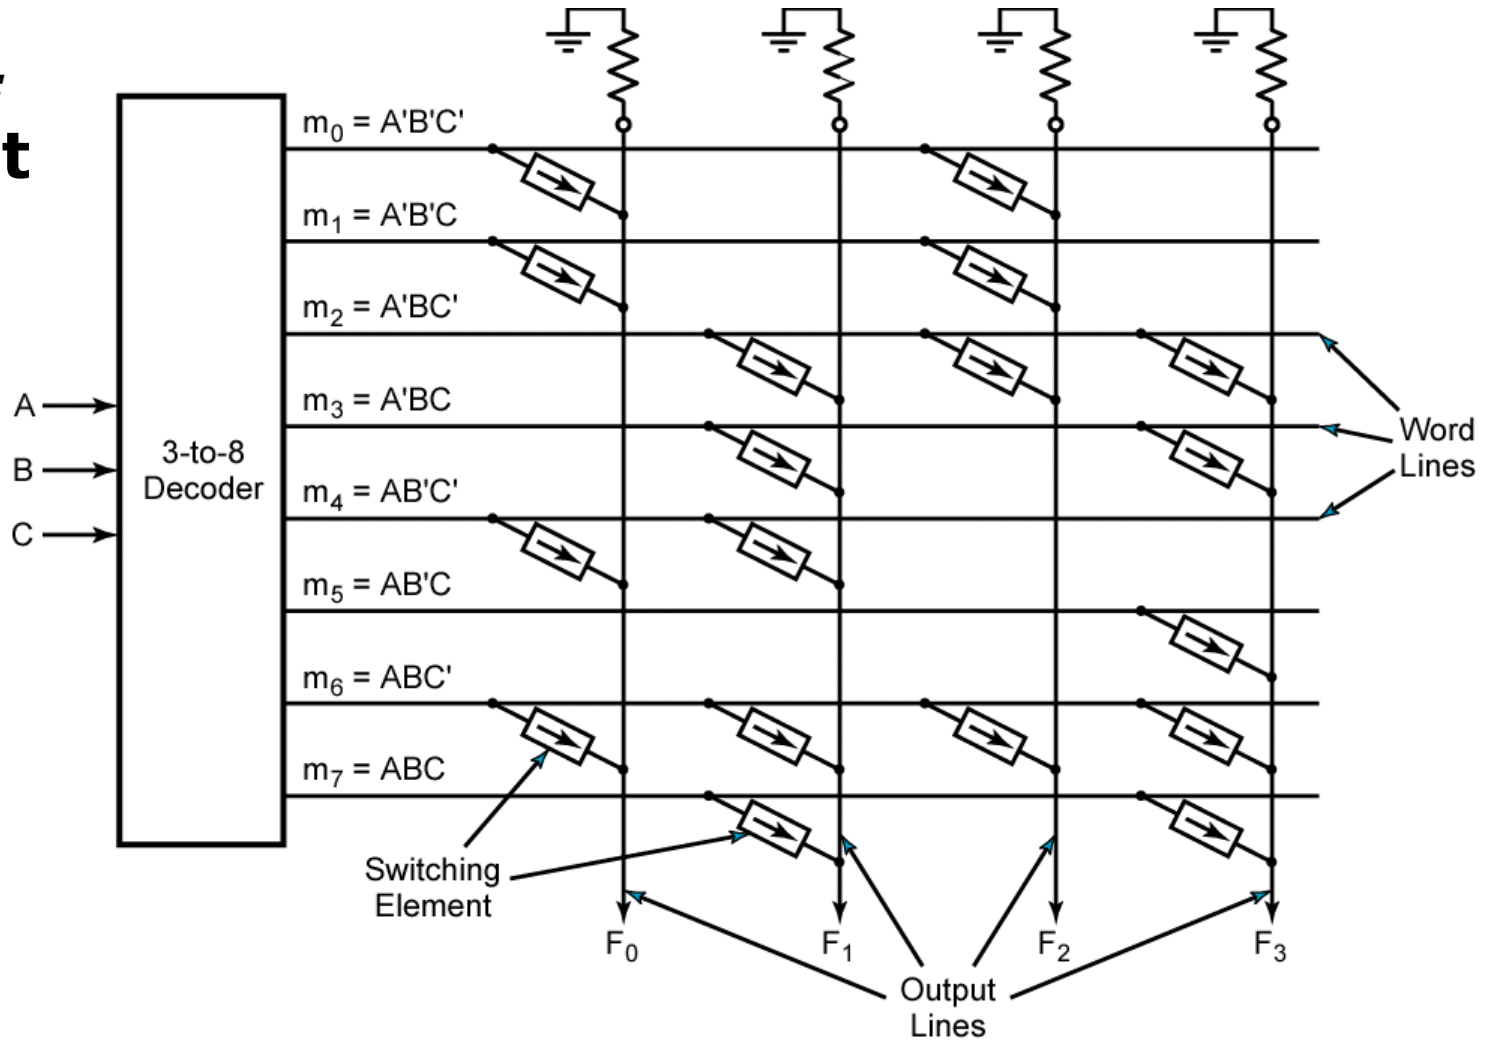 t
m₀ = A'B'C'
m₁ = A'B'C
m₂ = A'BC'
m₃ = A'BC
m₄ = AB'C'
m₅ = AB'C
m₆ = ABC'
m₇ = ABC
A
B
C
3-to-8
Decoder
Word
Lines
Switching
Element
F₀
F₁
F₂
F₃
Output
Lines